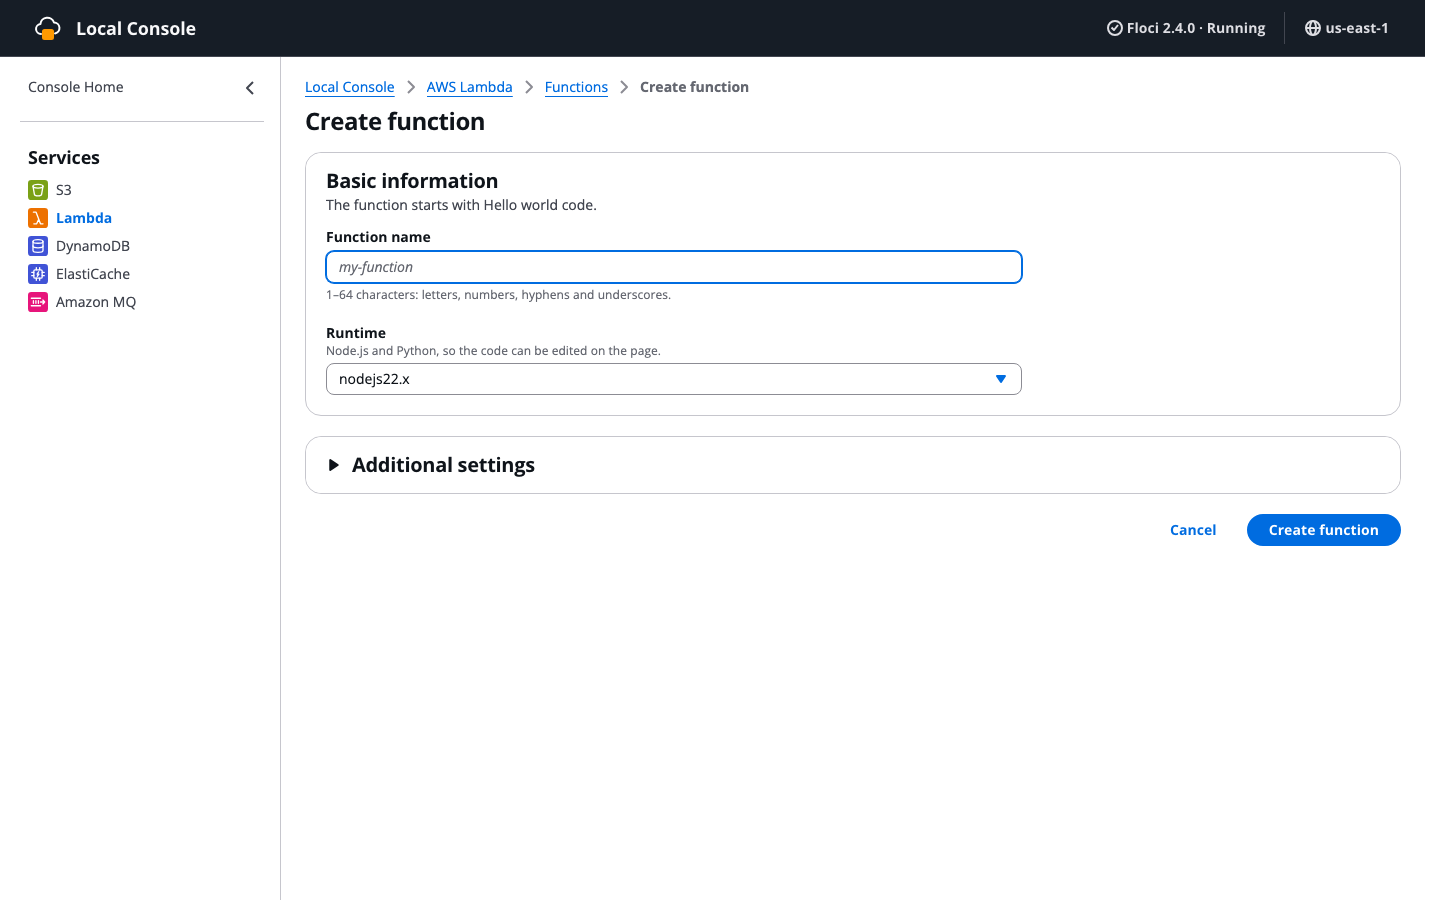 Local Console
Floci 2.4.0 · Running
us-east-1
Console Home
Services
S3
Lambda
DynamoDB
ElastiCache
Amazon MQ
Local Console > AWS Lambda > Functions > Create function
Create function
Basic information
The function starts with Hello world code.
Function name
my-function
1–64 characters: letters, numbers, hyphens and underscores.
Runtime
Node.js and Python, so the code can be edited on the page.
nodejs22.x
Additional settings
Cancel
Create function